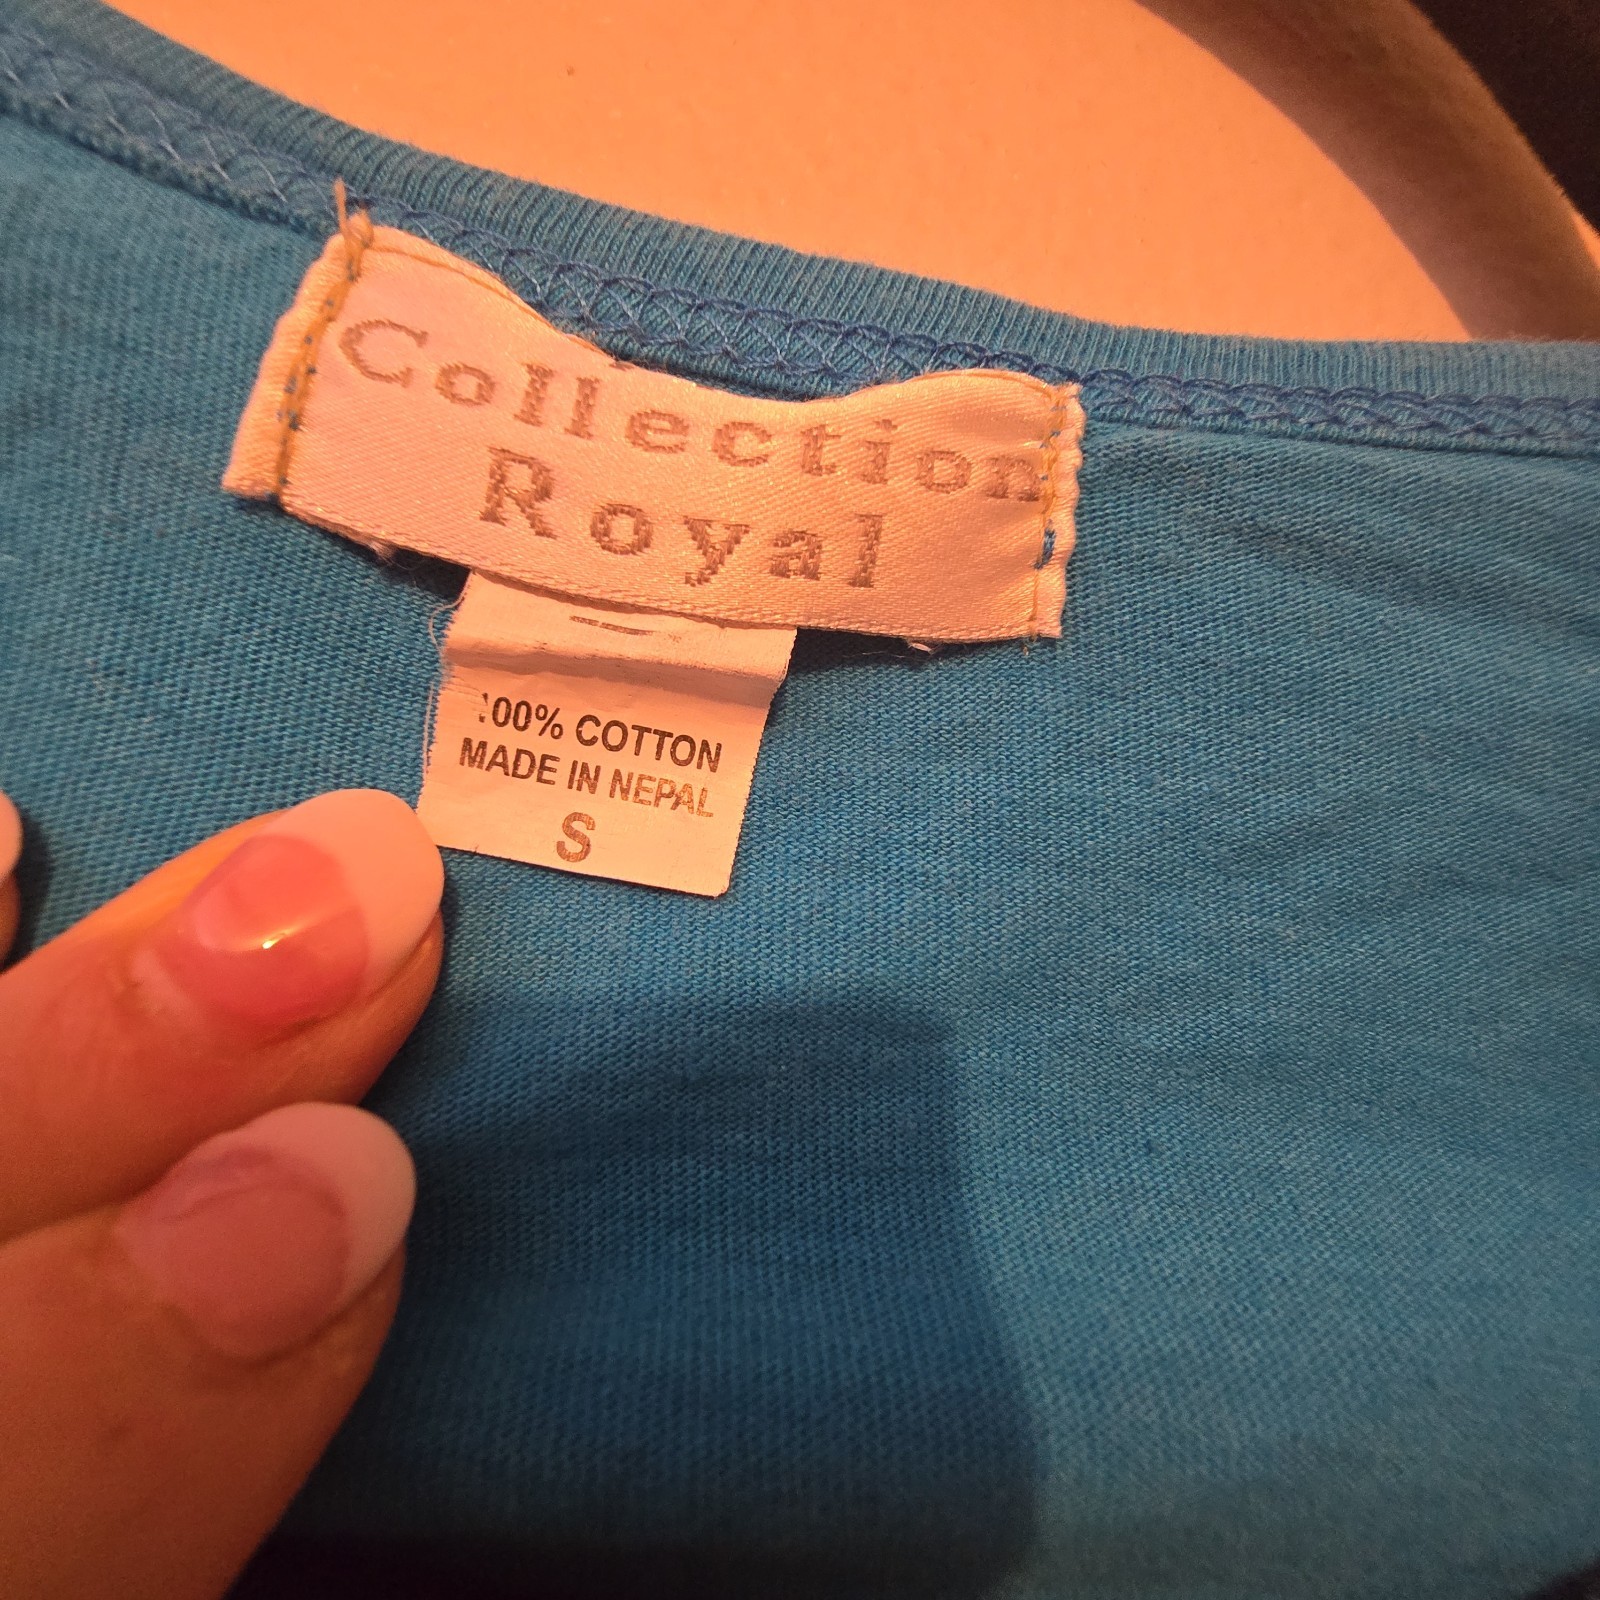 Collection
Royal
100% COTTON
MADE IN NEPAL
S